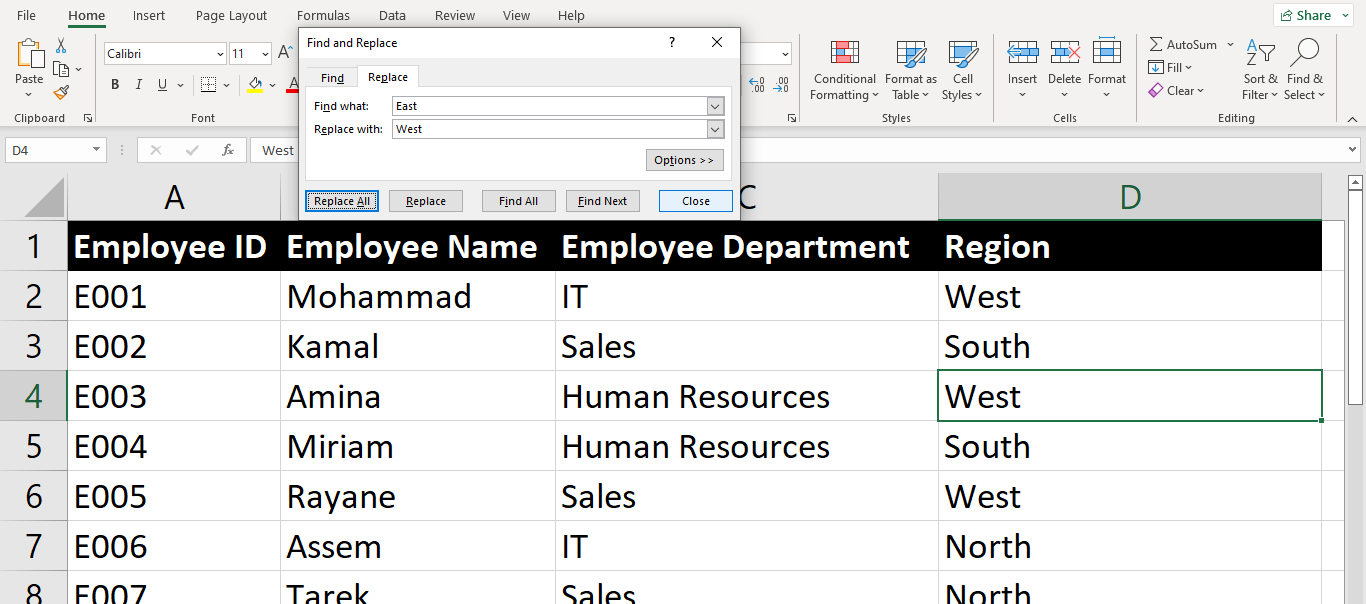 File Home Insert Page Layout Formulas Data Review View Help Share
Find and Replace ?
Calibri 11 A
Paste
B I U A
Find Replace
Find what: East
Replace with: West
Options >>
Replace All Replace Find All Find Next Close
.00
Conditional Formatting
Format as Table
Cell Styles
Insert Delete Format
AutoSum
Fill
Clear
Sort & Filter
Find & Select
Clipboard Font Styles Cells Editing
D4 fx West
A C D
1 Employee ID Employee Name Employee Department Region
2 E001 Mohammad IT West
3 E002 Kamal Sales South
4 E003 Amina Human Resources West
5 E004 Miriam Human Resources South
6 E005 Rayane Sales West
7 E006 Assem IT North
8 E007 Tarek Sales North